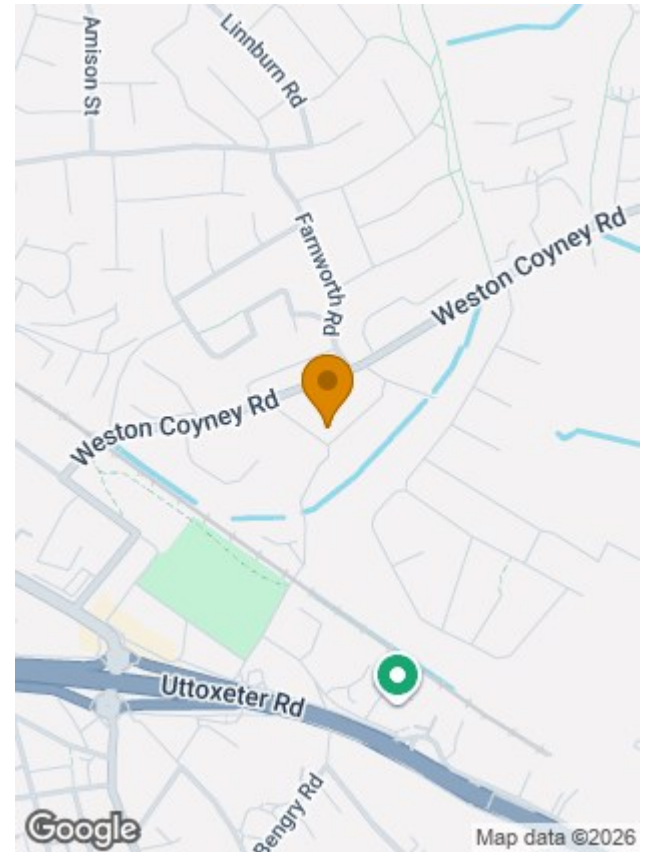 Amison St
Linnburn Rd
Farnworth Rd
Weston Coyney Rd
Weston Coyney Rd
Uttoxeter Rd
Bengry Rd
Google
Map data ©2026